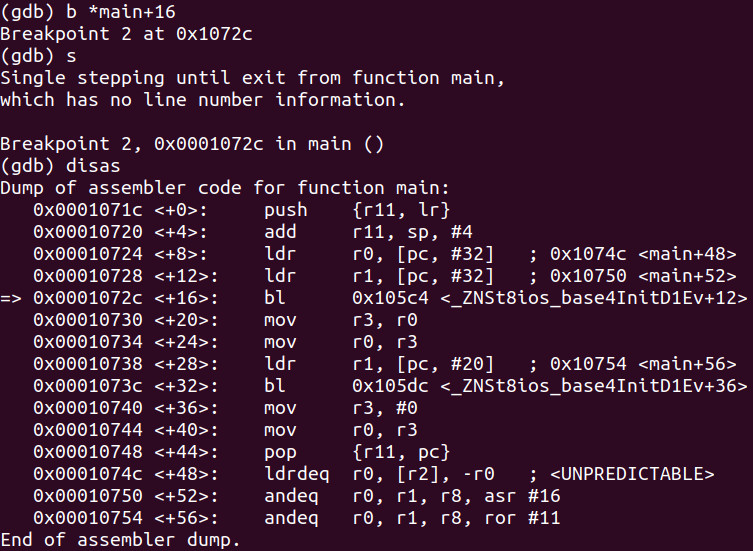 (gdb) b *main+16
Breakpoint 2 at 0x1072c
(gdb) s
Single stepping until exit from function main,
which has no line number information.

Breakpoint 2, 0x0001072c in main ()
(gdb) disas
Dump of assembler code for function main:
   0x0001071c <+0>:     push    {r11, lr}
   0x00010720 <+4>:     add     r11, sp, #4
   0x00010724 <+8>:     ldr     r0, [pc, #32]   ; 0x1074c <main+48>
   0x00010728 <+12>:    ldr     r1, [pc, #32]   ; 0x10750 <main+52>
=> 0x0001072c <+16>:    bl      0x105c4 <_ZNSt8ios_base4InitD1Ev+12>
   0x00010730 <+20>:    mov     r3, r0
   0x00010734 <+24>:    mov     r0, r3
   0x00010738 <+28>:    ldr     r1, [pc, #20]   ; 0x10754 <main+56>
   0x0001073c <+32>:    bl      0x105dc <_ZNSt8ios_base4InitD1Ev+36>
   0x00010740 <+36>:    mov     r3, #0
   0x00010744 <+40>:    mov     r0, r3
   0x00010748 <+44>:    pop     {r11, pc}
   0x0001074c <+48>:    ldrdeq  r0, [r2], -r0   ; <UNPREDICTABLE>
   0x00010750 <+52>:    andeq   r0, r1, r8, asr #16
   0x00010754 <+56>:    andeq   r0, r1, r8, ror #11
End of assembler dump.